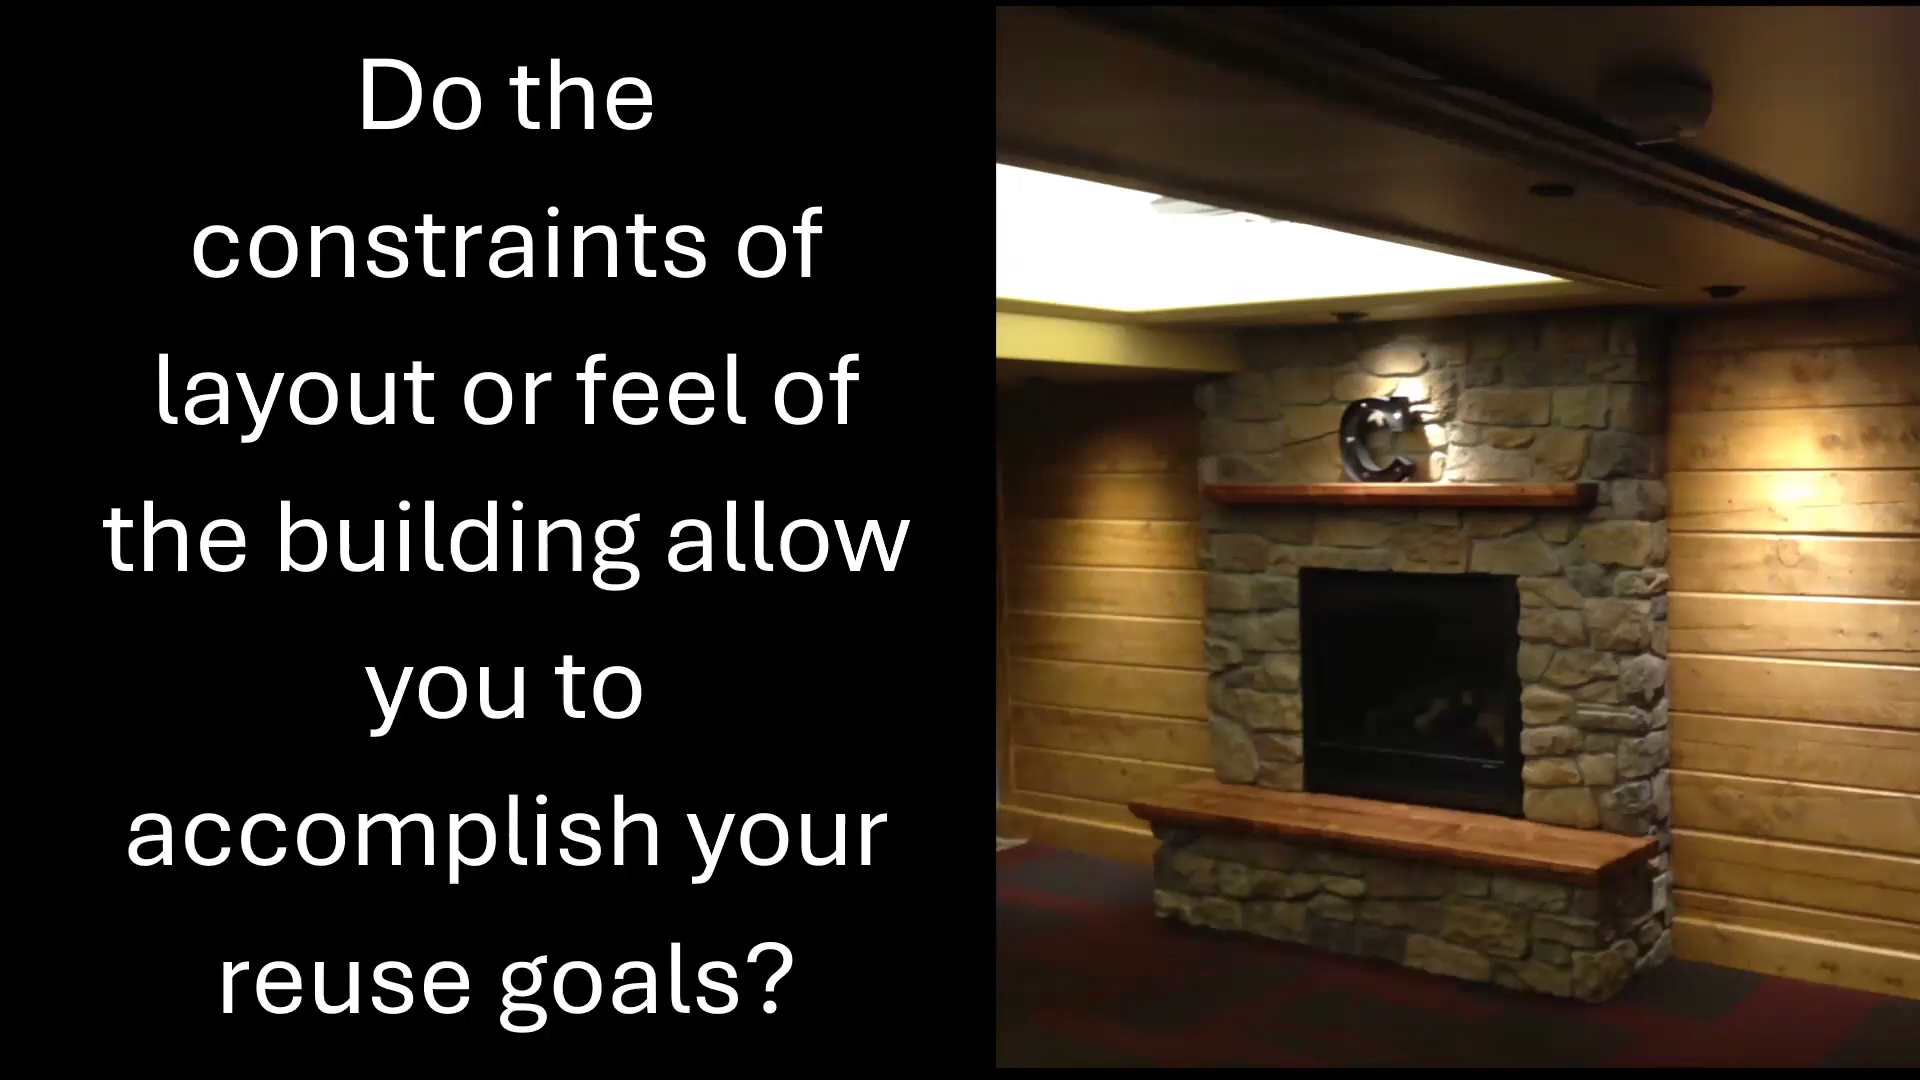 Do the
constraints of
layout or feel of
the building allow
you to
accomplish your
reuse goals?
C